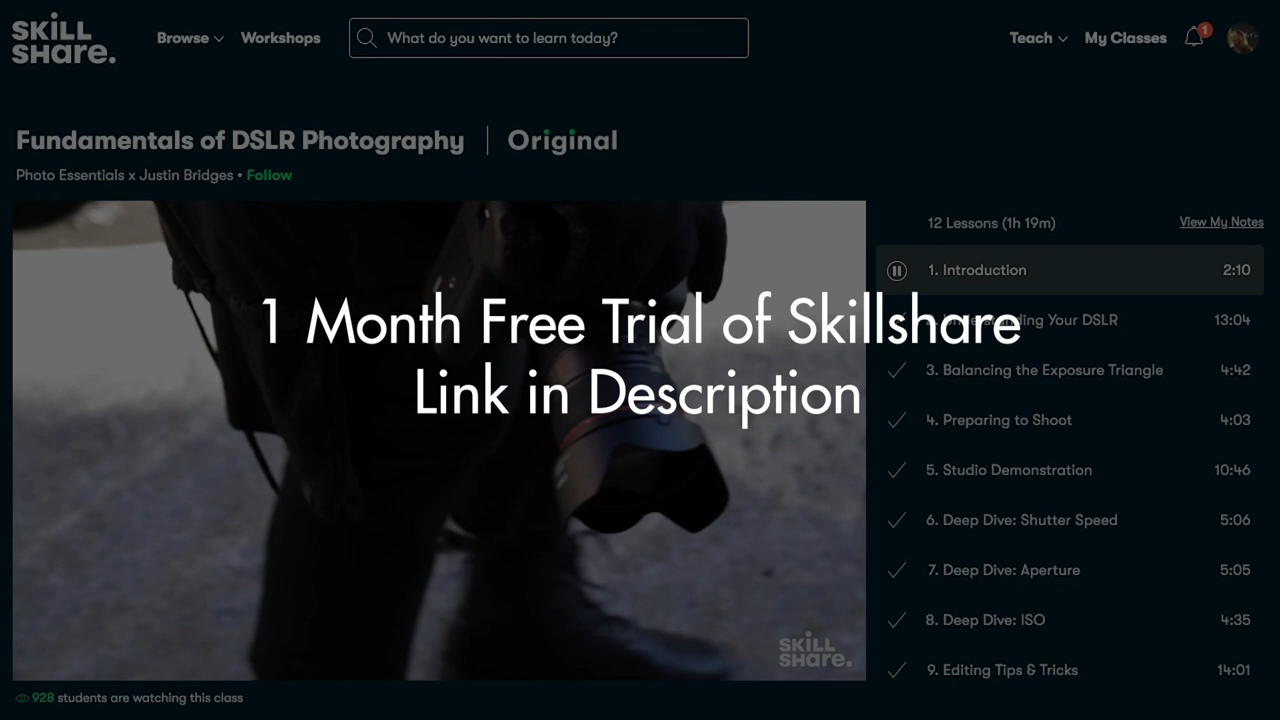 SKiLL
SHare.
Browse
Workshops
What do you want to learn today?
Teach
My Classes
1
Fundamentals of DSLR Photography | Original
Photo Essentials x Justin Bridges • Follow
12 Lessons (1h 19m)
View My Notes
1. Introduction 2:10
2. Understanding Your DSLR 13:04
3. Balancing the Exposure Triangle 4:42
4. Preparing to Shoot 4:03
5. Studio Demonstration 10:46
6. Deep Dive: Shutter Speed 5:06
7. Deep Dive: Aperture 5:05
8. Deep Dive: ISO 4:35
9. Editing Tips & Tricks 14:01
1 Month Free Trial of Skillshare
Link in Description
SKiLL
SHare.
928 students are watching this class